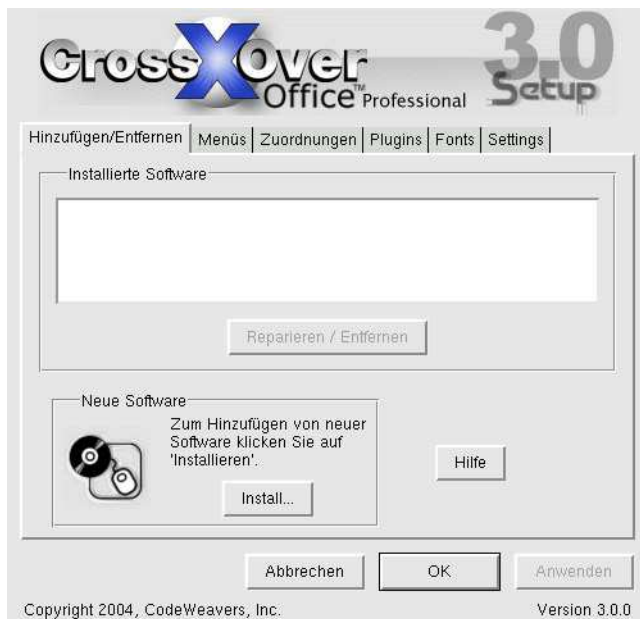 CrossXOver
Office™ Professional
3.0
Setup
Hinzufügen/Entfernen Menüs Zuordnungen Plugins Fonts Settings
Installierte Software
Reparieren / Entfernen
Neue Software
Zum Hinzufügen von neuer
Software klicken Sie auf
'Installieren'.
Install...
Hilfe
Abbrechen OK Anwenden
Copyright 2004, CodeWeavers, Inc. Version 3.0.0